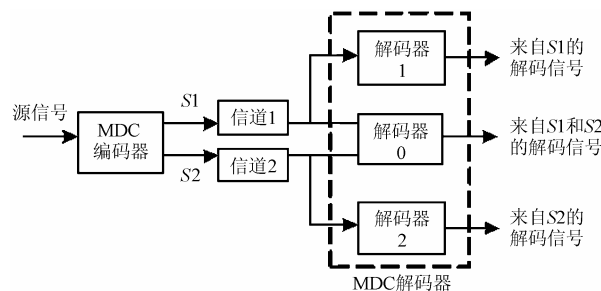 源信号
MDC
编码器
S1
S2
信道1
信道2
解码器
1
解码器
0
解码器
2
来自S1的
解码信号
来自S1和S2
的解码信号
来自S2的
解码信号
MDC解码器